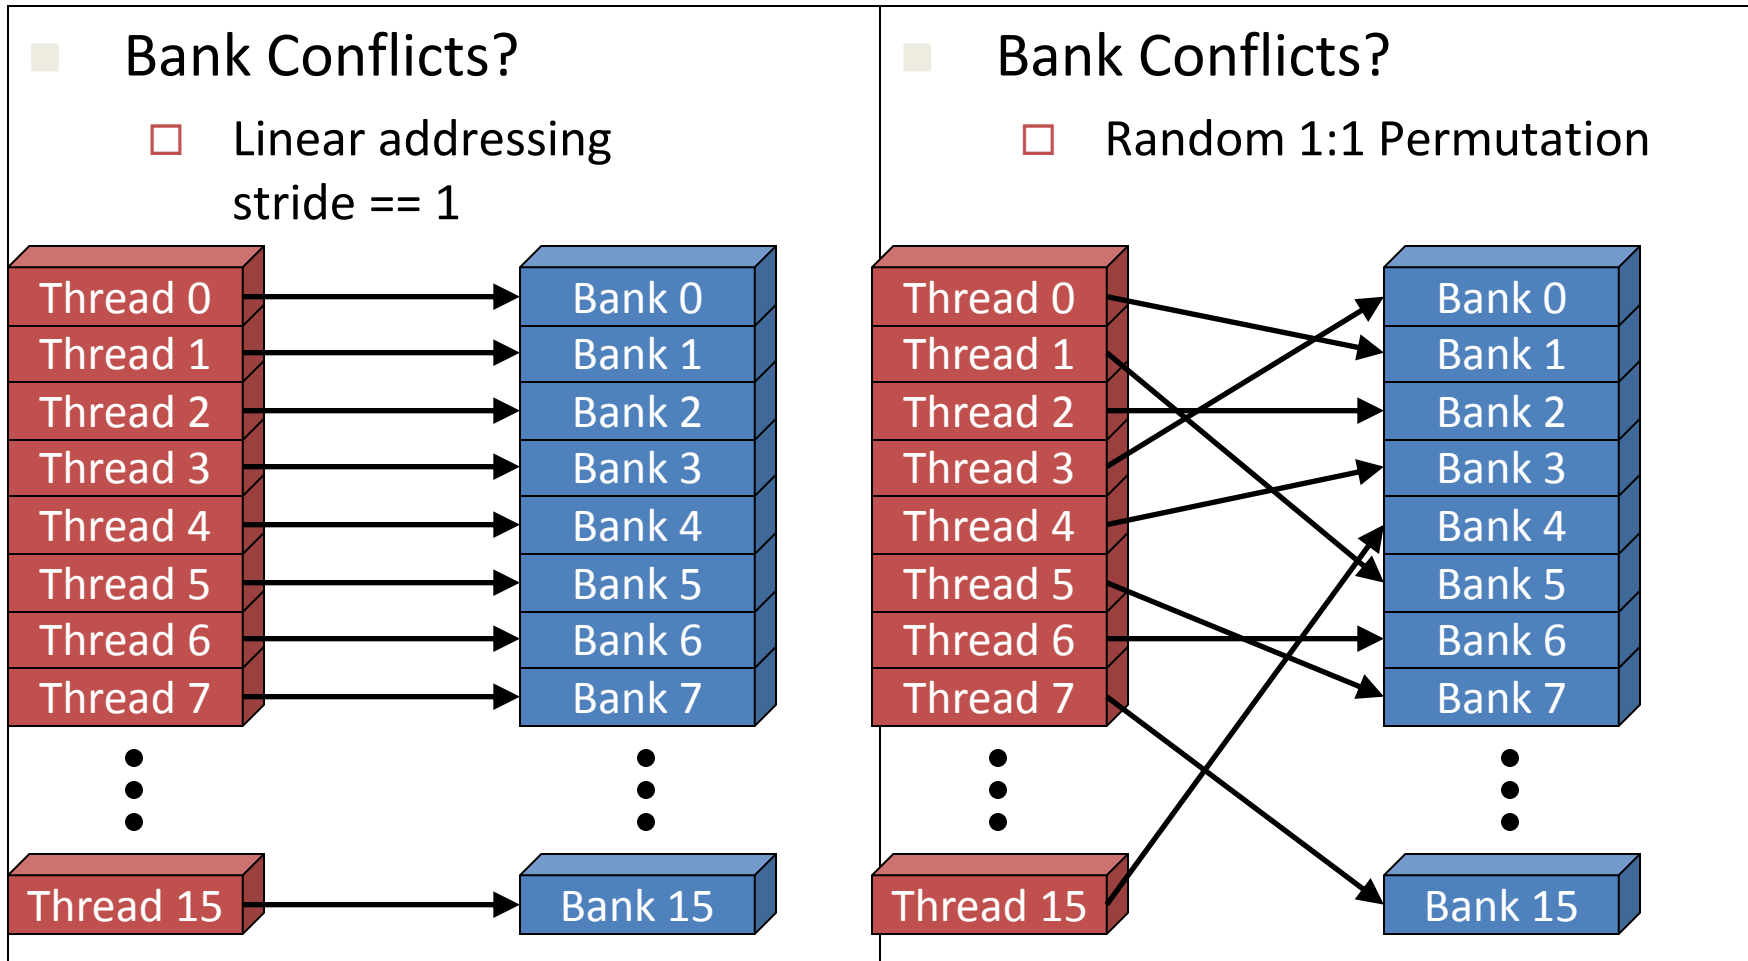 Bank Conflicts?
Linear addressing
stride == 1
Thread 0
Bank 0
Thread 1
Bank 1
Thread 2
Bank 2
Thread 3
Bank 3
Thread 4
Bank 4
Thread 5
Bank 5
Thread 6
Bank 6
Thread 7
Bank 7
Thread 15
Bank 15
Bank Conflicts?
Random 1:1 Permutation
Thread 0
Bank 0
Thread 1
Bank 1
Thread 2
Bank 2
Thread 3
Bank 3
Thread 4
Bank 4
Thread 5
Bank 5
Thread 6
Bank 6
Thread 7
Bank 7
Thread 15
Bank 15